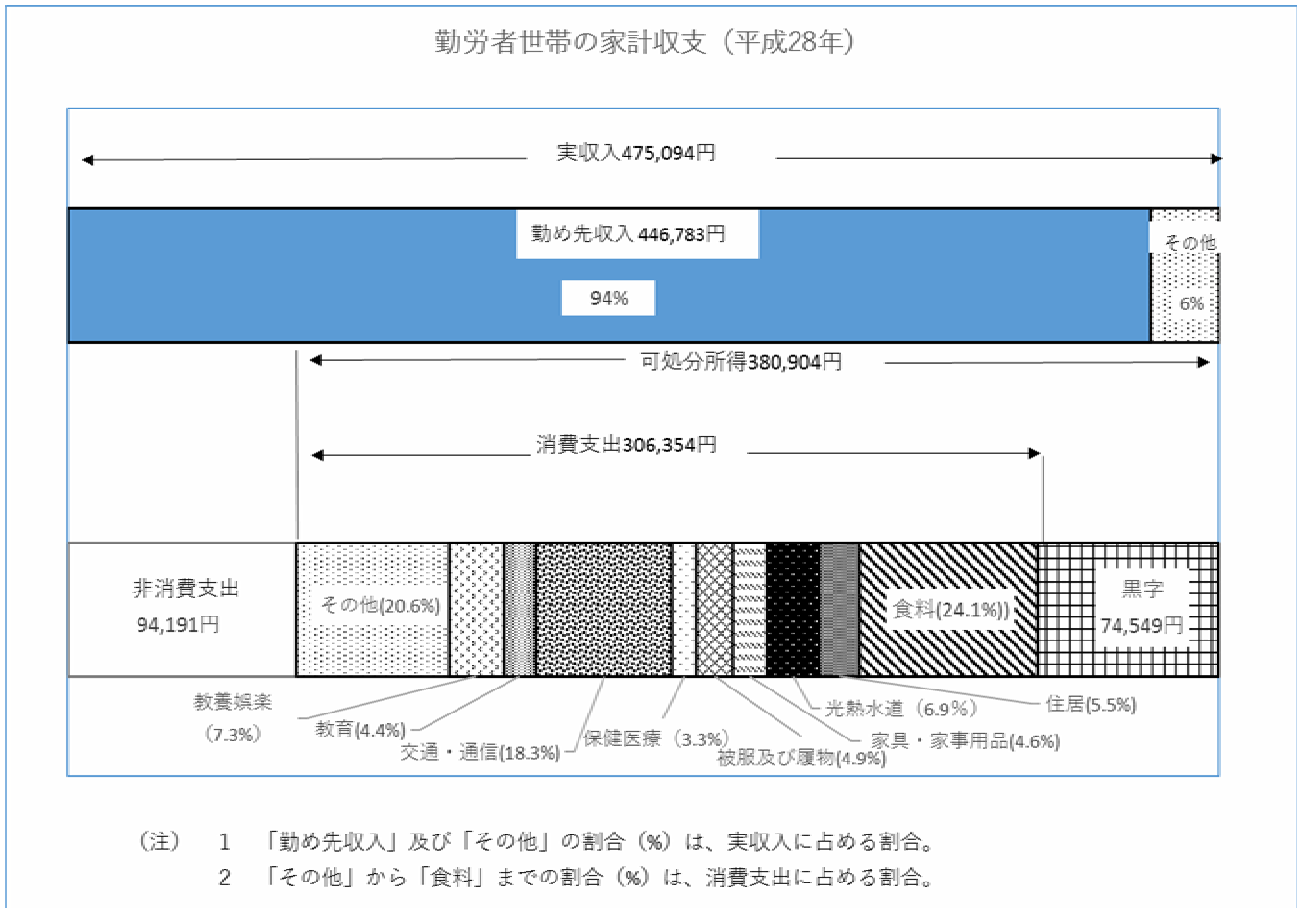 勤労者世帯の家計収支（平成28年）
実収入475,094円
勤め先収入 446,783円
94%
その他
6%
可処分所得380,904円
消費支出306,354円
非消費支出
94,191円
その他(20.6%)
食料(24.1%))
黒字
74,549円
教養娯楽
（7.3%）
教育(4.4%)
交通・通信(18.3%)
保健医療（3.3%）
被服及び履物(4.9%)
家具・家事用品(4.6%)
光熱水道（6.9％）
住居(5.5%)
（注） 1 「勤め先収入」及び「その他」の割合（%）は、実収入に占める割合。
2 「その他」から「食料」までの割合（%）は、消費支出に占める割合。